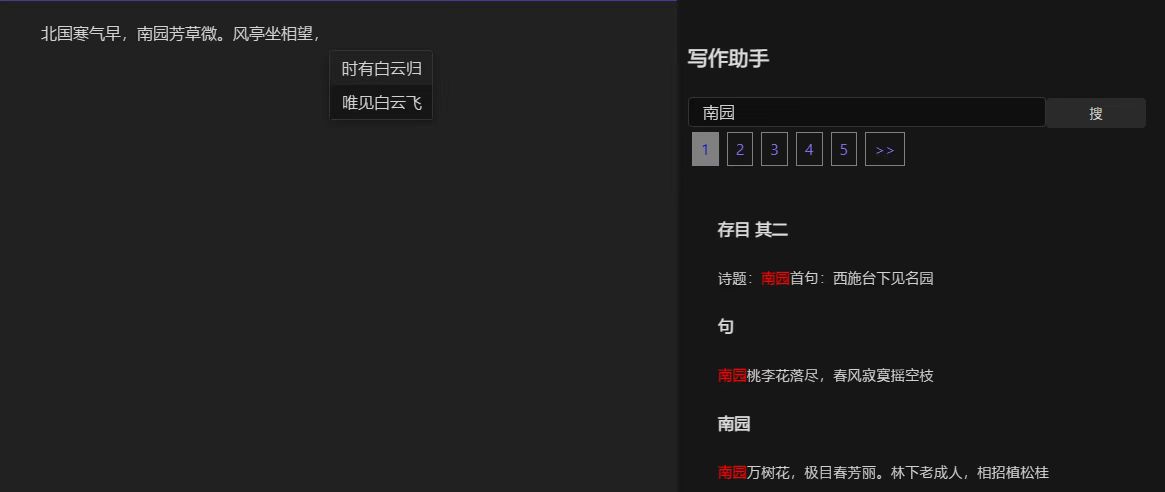 北国寒气早，南园芳草微。风亭坐相望，
时有白云归
唯见白云飞
写作助手
南园
搜
1 2 3 4 5 >>
存目 其二
诗题：南园首句：西施台下见名园
句
南园桃李花落尽，春风寂寞摇空枝
南园
南园万树花，极目春芳丽。林下老成人，相招植松桂